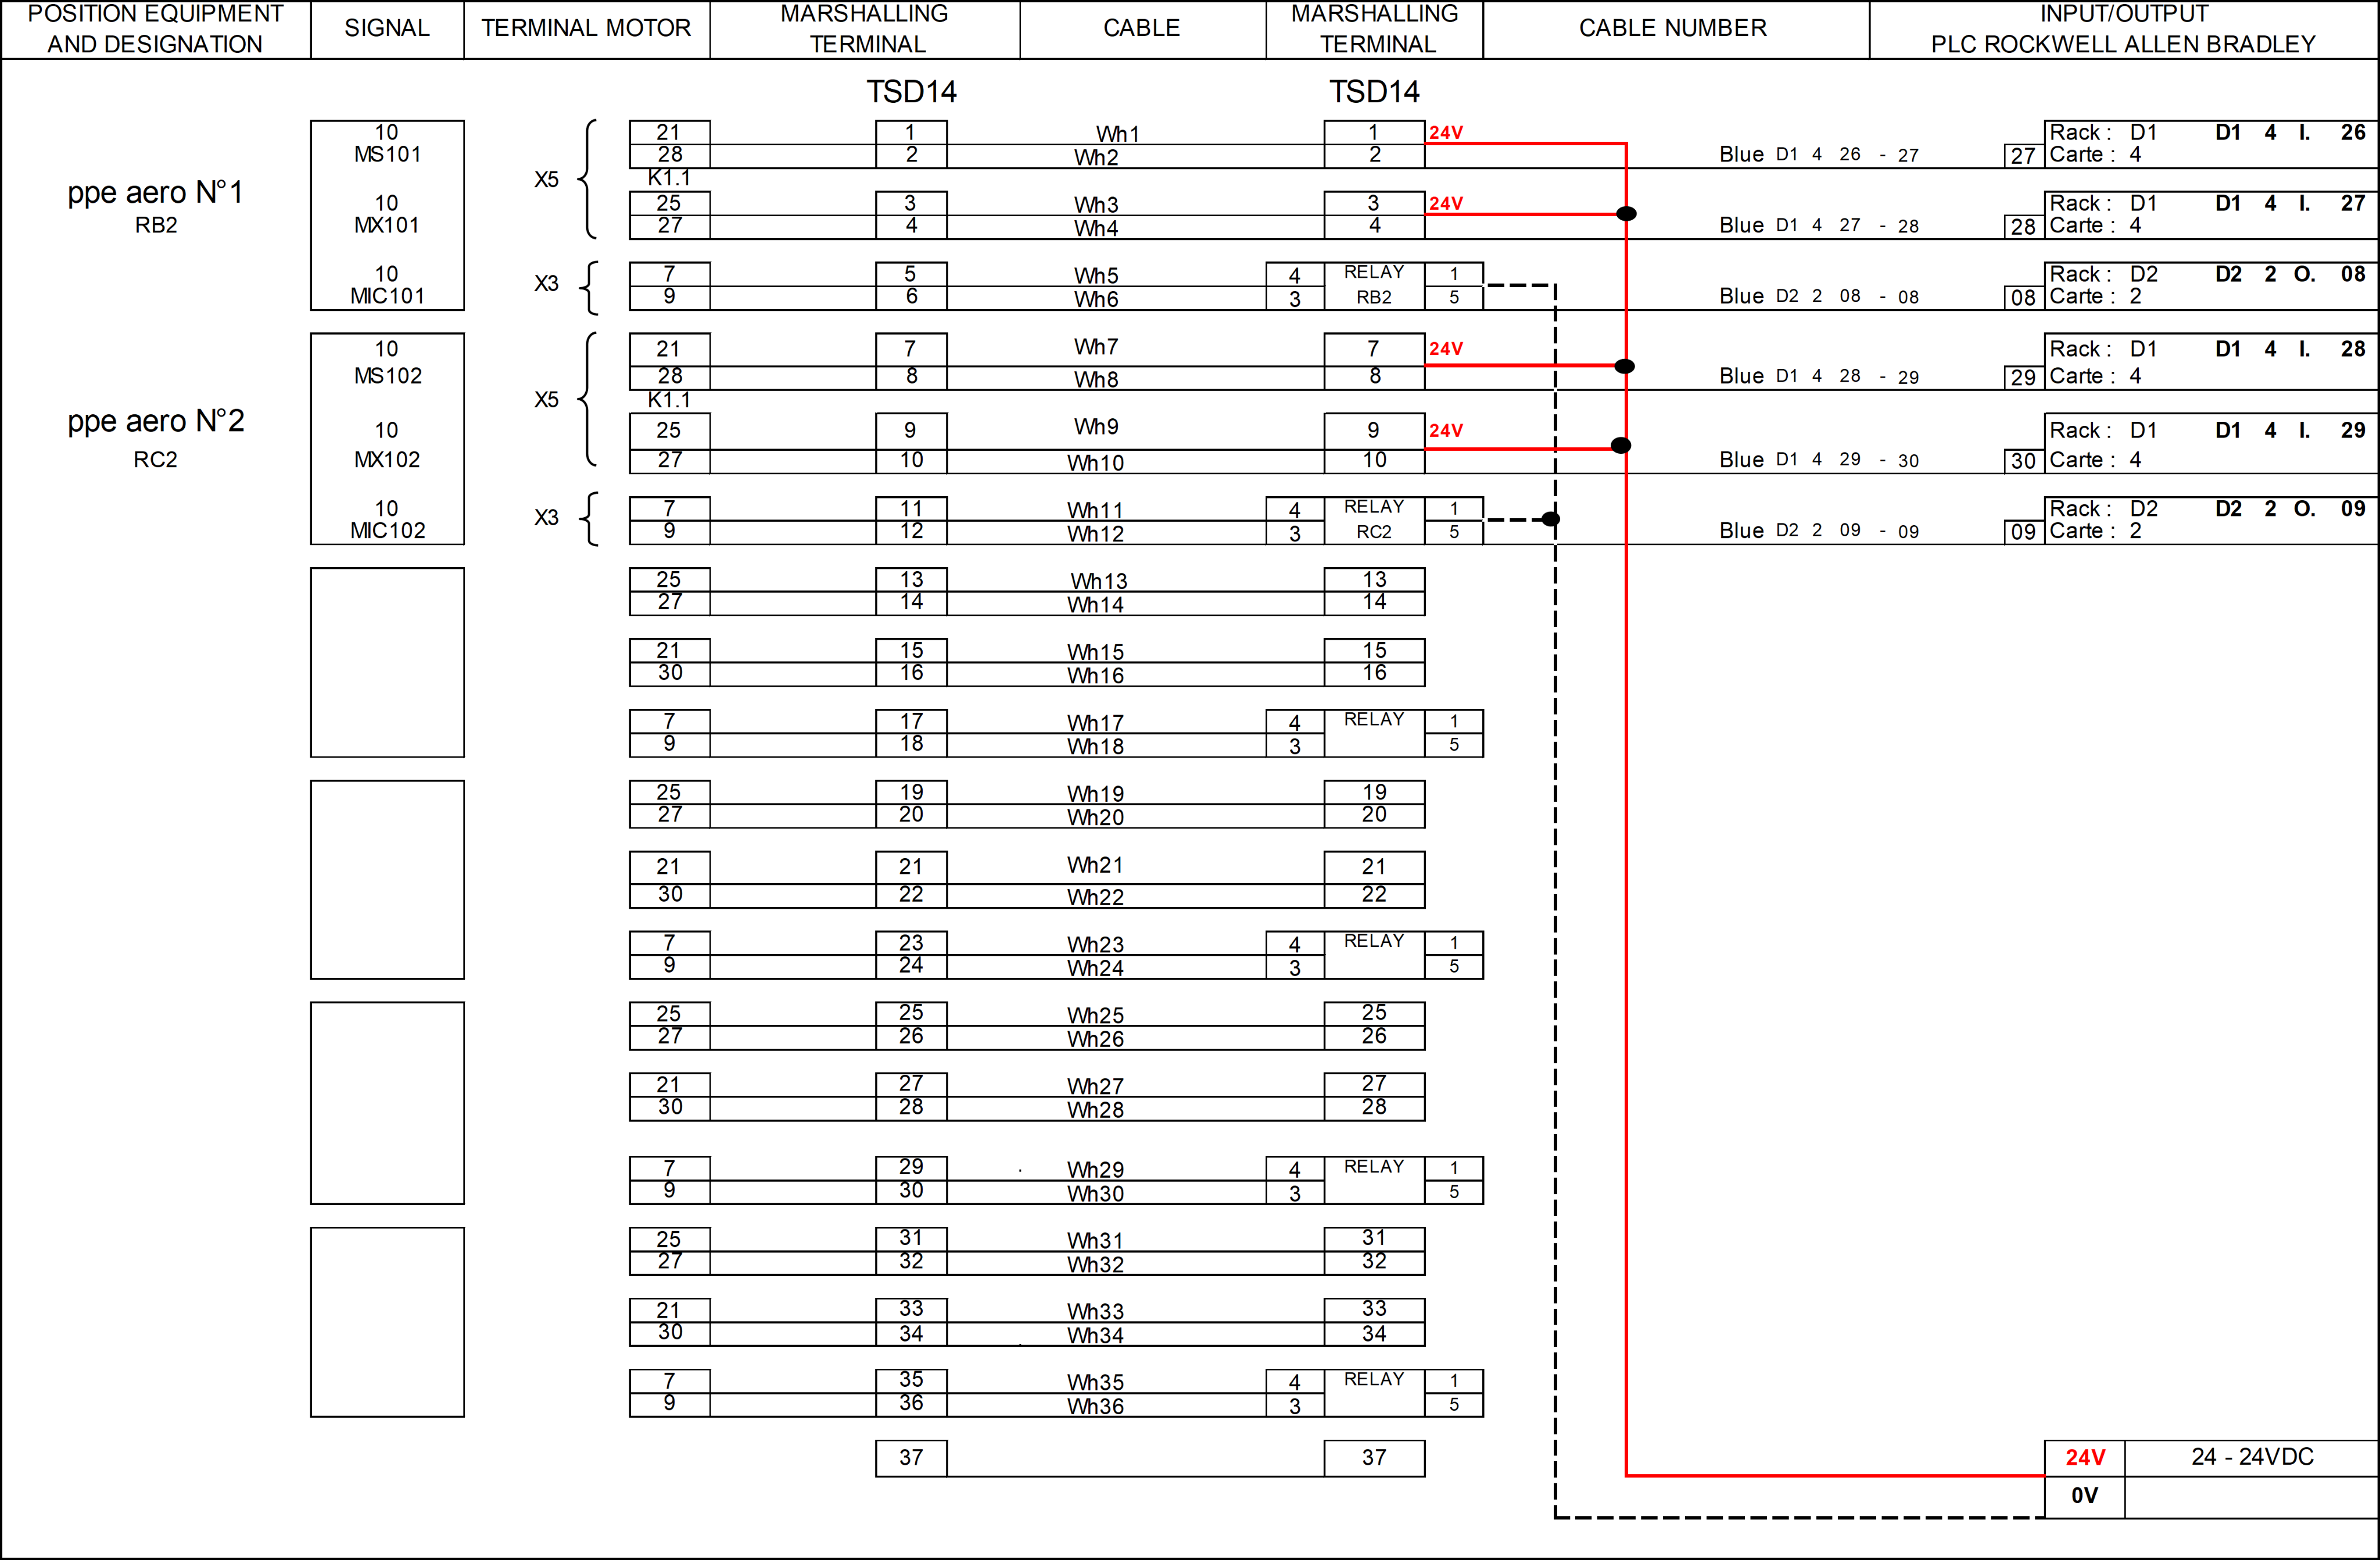 POSITION EQUIPMENT AND DESIGNATION SIGNAL TERMINAL MOTOR MARSHALLING TERMINAL CABLE MARSHALLING TERMINAL CABLE NUMBER INPUT/OUTPUT PLC ROCKWELL ALLEN BRADLEY
TSD14 TSD14
10 21 1 Wh1 1 24V Rack : D1 D1 4 I. 26
MS101 28 2 Wh2 2 Blue D1 4 26 - 27 27 Carte : 4
X5 K1.1
ppe aero N°1 10 25 3 Wh3 3 24V Rack : D1 D1 4 I. 27
RB2 MX101 27 4 Wh4 4 Blue D1 4 27 - 28 28 Carte : 4
10 X3 7 5 Wh5 4 RELAY 1 Rack : D2 D2 2 O. 08
MIC101 9 6 Wh6 3 RB2 5 Blue D2 2 08 - 08 08 Carte : 2
10 21 7 Wh7 7 24V Rack : D1 D1 4 I. 28
MS102 28 8 Wh8 8 Blue D1 4 28 - 29 29 Carte : 4
X5 K1.1
ppe aero N°2 10 25 9 Wh9 9 24V Rack : D1 D1 4 I. 29
RC2 MX102 27 10 Wh10 10 Blue D1 4 29 - 30 30 Carte : 4
10 X3 7 11 Wh11 4 RELAY 1 Rack : D2 D2 2 O. 09
MIC102 9 12 Wh12 3 RC2 5 Blue D2 2 09 - 09 09 Carte : 2
25 13 Wh13 13
27 14 Wh14 14
21 15 Wh15 15
30 16 Wh16 16
7 17 Wh17 4 RELAY 1
9 18 Wh18 3 5
25 19 Wh19 19
27 20 Wh20 20
21 21 Wh21 21
30 22 Wh22 22
7 23 Wh23 4 RELAY 1
9 24 Wh24 3 5
25 25 Wh25 25
27 26 Wh26 26
21 27 Wh27 27
30 28 Wh28 28
7 29 Wh29 4 RELAY 1
9 30 Wh30 3 5
25 31 Wh31 31
27 32 Wh32 32
21 33 Wh33 33
30 34 Wh34 34
7 35 Wh35 4 RELAY 1
9 36 Wh36 3 5
37 37 24V 24 - 24VDC
0V